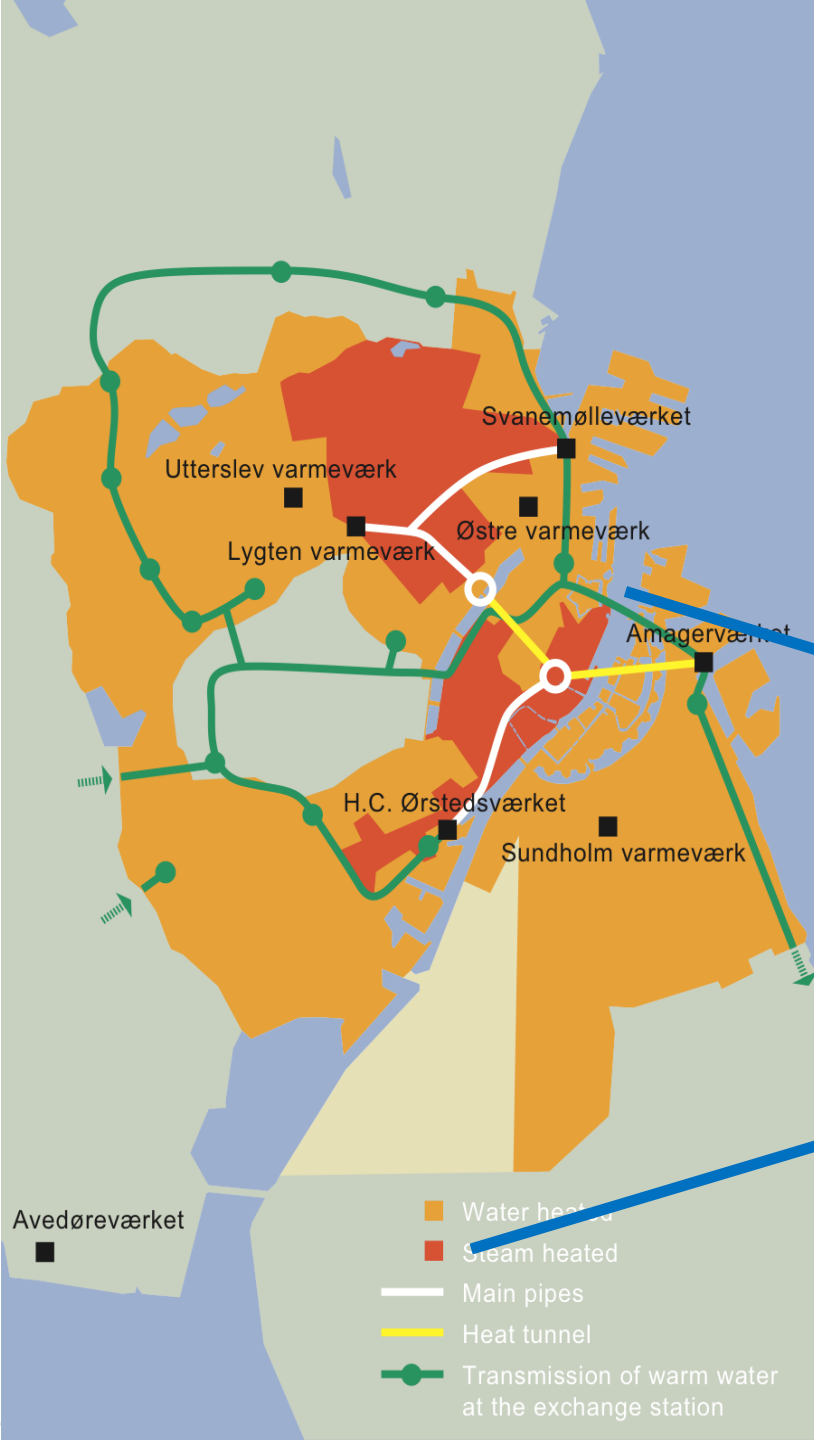 Svanemølleværket
Utterslev varmeværk
Østre varmeværk
Lygten varmeværk
Amagerværket
H.C. Ørstedsværket
Sundholm varmeværk
Avedøreværket
Water heated
Steam heated
Main pipes
Heat tunnel
Transmission of warm water
at the exchange station